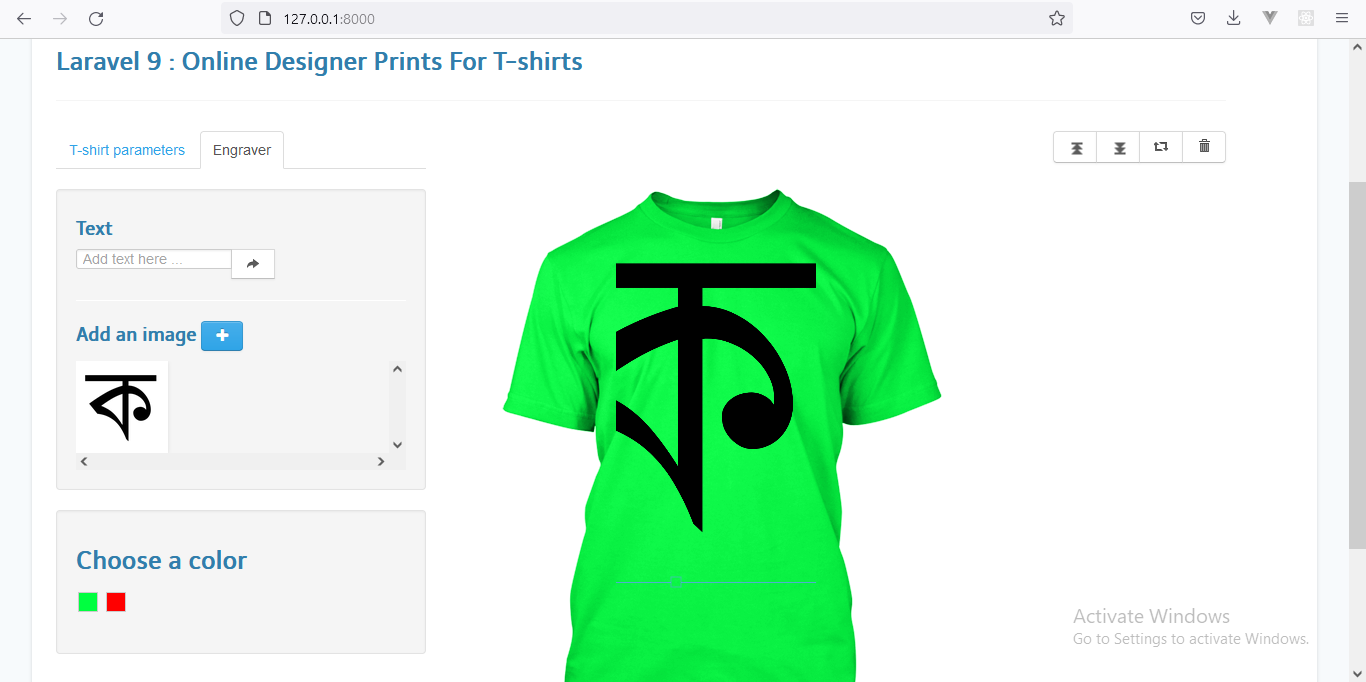 127.0.0.1:8000
Laravel 9 : Online Designer Prints For T-shirts
T-shirt parameters
Engraver
Text
Add text here ...
Add an image
ক
ক
Choose a color
Activate Windows
Go to Settings to activate Windows.